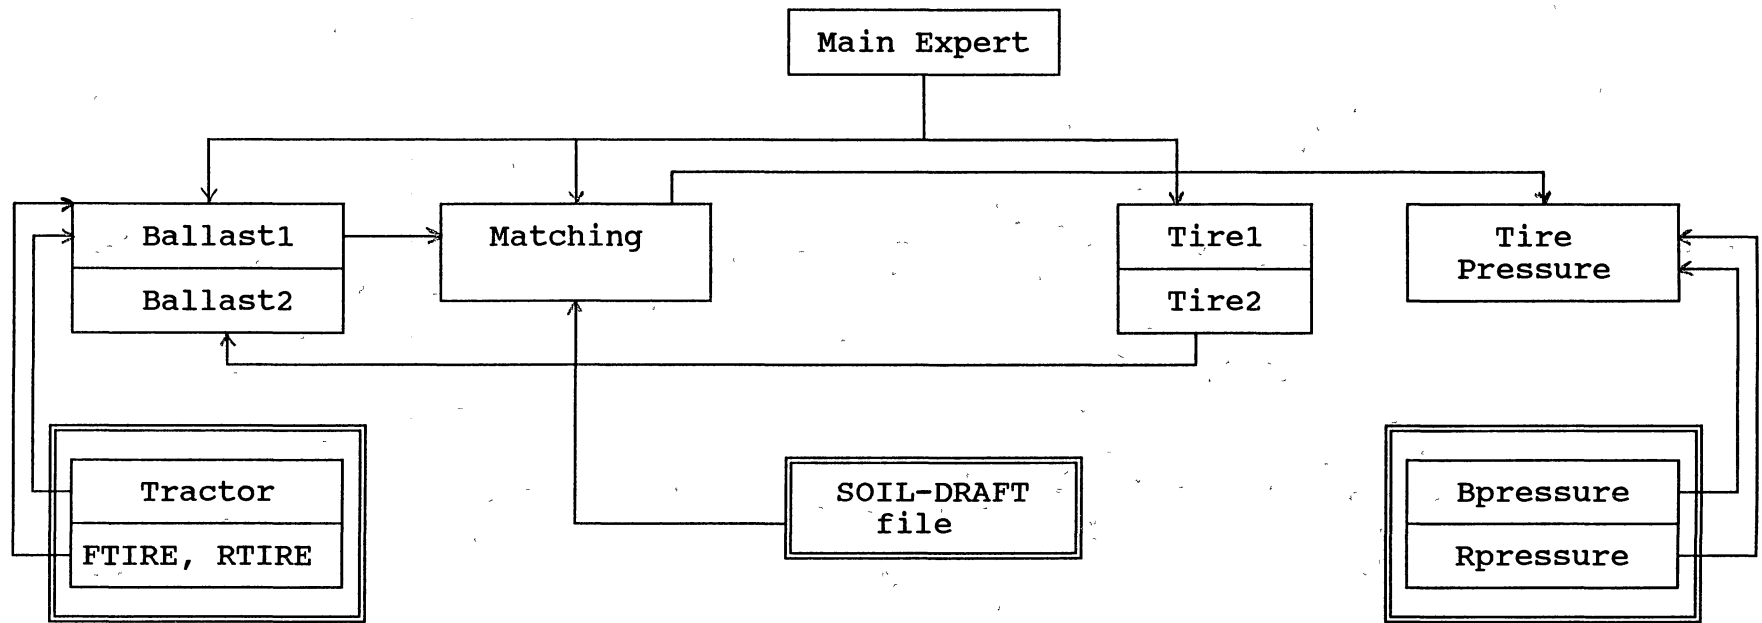 Main Expert
Ballast1
Ballast2
Matching
Tire1
Tire2
Tire
Pressure
Tractor
FTIRE, RTIRE
SOIL-DRAFT
file
Bpressure
Rpressure